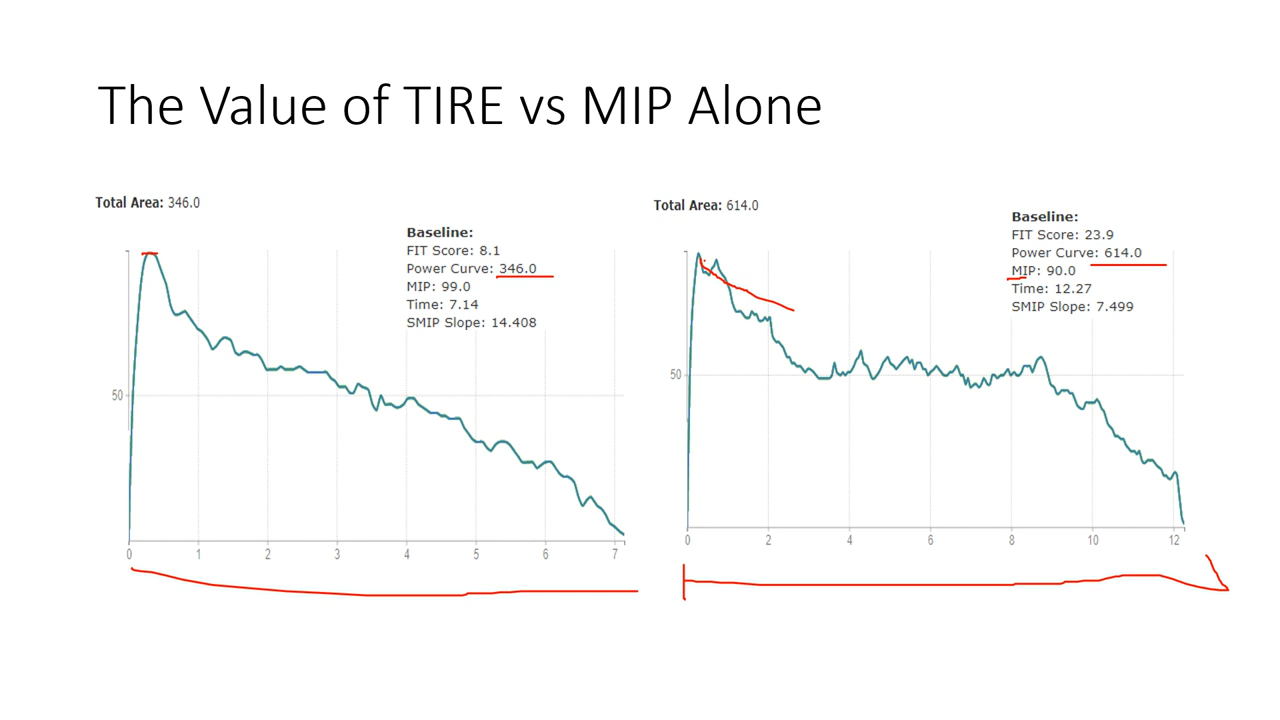 The Value of TIRE vs MIP Alone
Total Area: 346.0
Baseline:
FIT Score: 8.1
Power Curve: 346.0
MIP: 99.0
Time: 7.14
SMIP Slope: 14.408
50
0 1 2 3 4 5 6 7
Total Area: 614.0
Baseline:
FIT Score: 23.9
Power Curve: 614.0
MIP: 90.0
Time: 12.27
SMIP Slope: 7.499
50
0 2 4 6 8 10 12